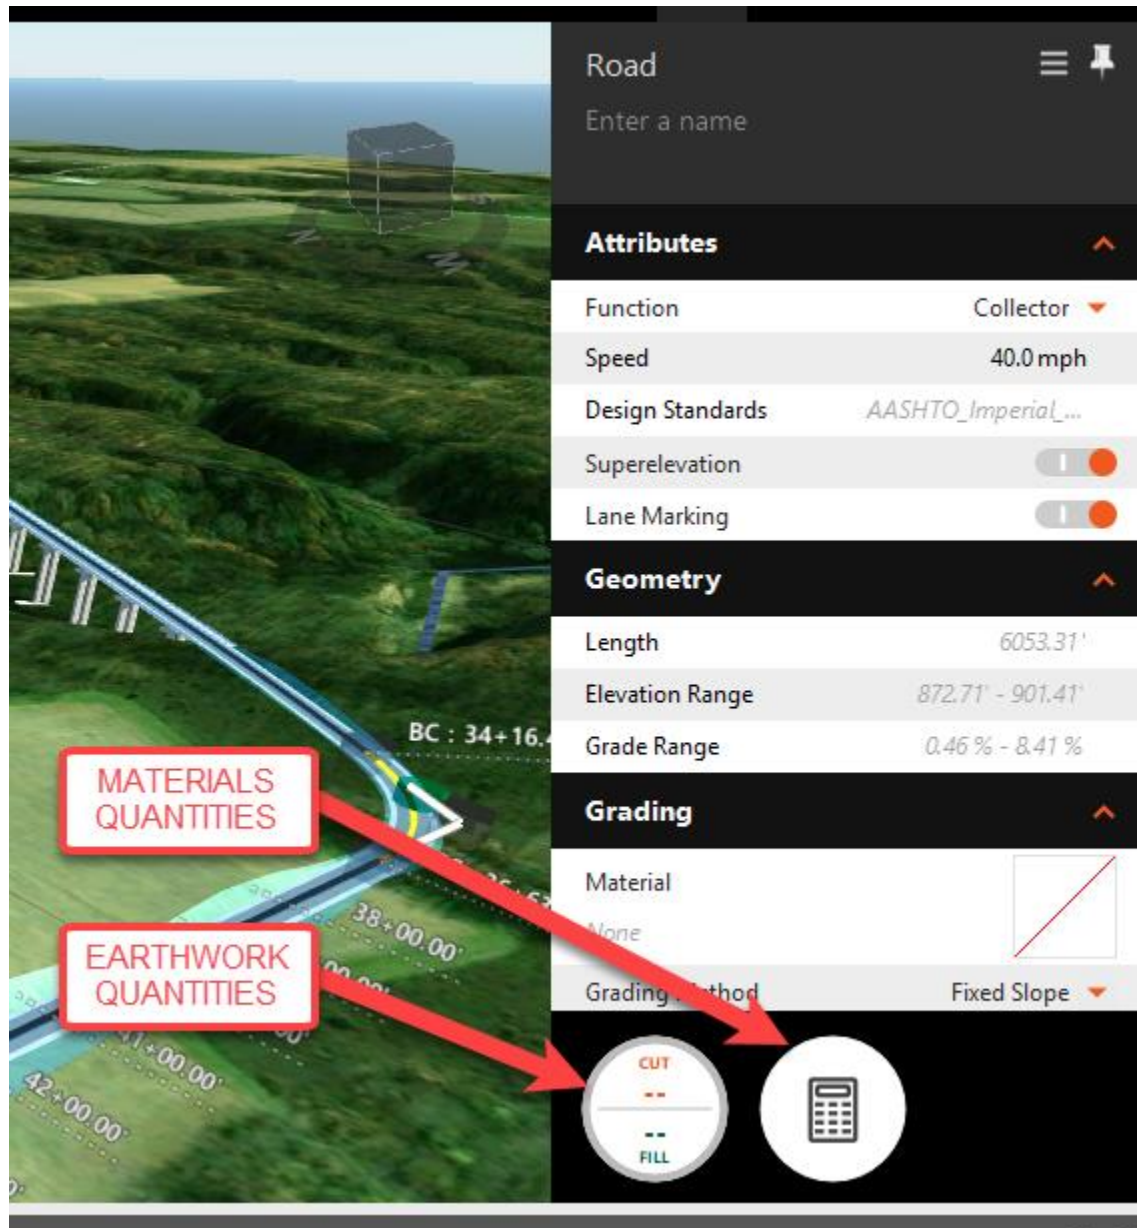 Road
Enter a name
Attributes
Function Collector
Speed 40.0 mph
Design Standards AASHTO_Imperial_...
Superelevation
Lane Marking
Geometry
Length 6053.31'
Elevation Range 872.71' - 901.41'
Grade Range 0.46 % - 8.41 %
Grading
Material
None
Grading Method Fixed Slope
CUT
--
--
FILL
BC : 34+16.4
MATERIALS
QUANTITIES
38+00.00'
EARTHWORK
QUANTITIES
41+00.00'
42+00.00'